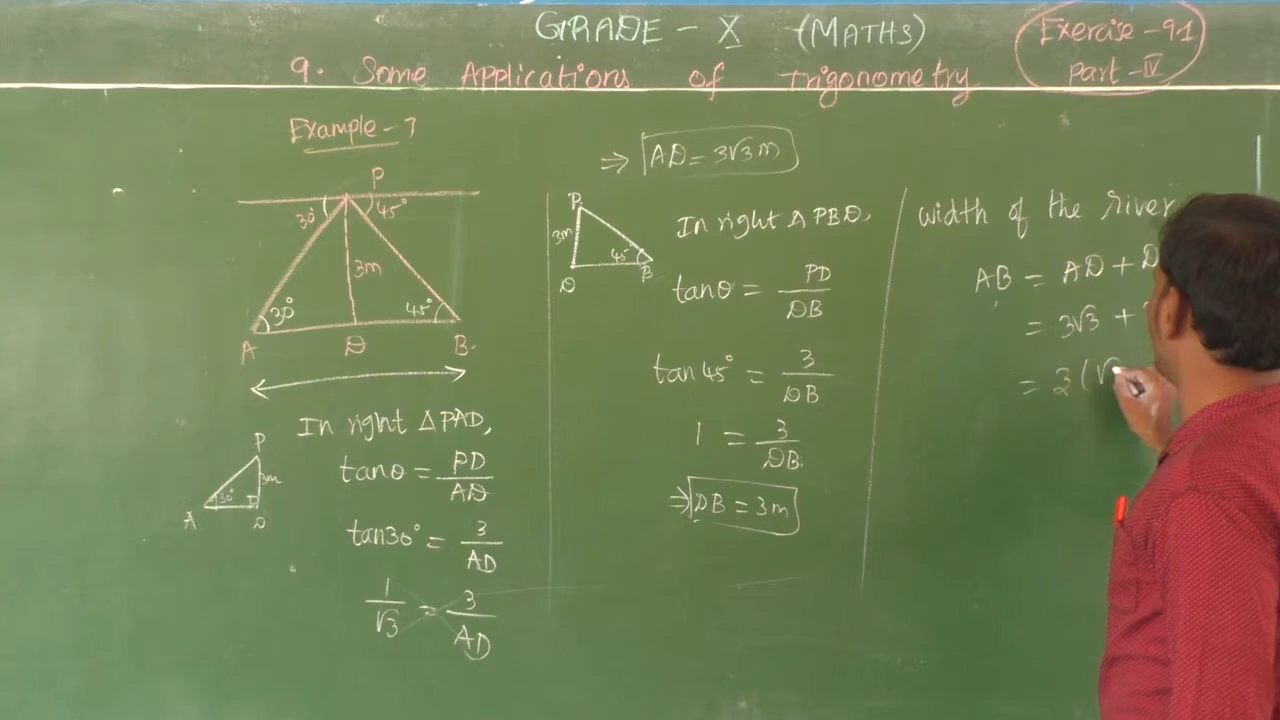 GRADE - X (MATHS)
Exercise - 9.1
Part - IV
9. Some Applications of Trigonometry
Example - 7
P
30° 45°
3m
30° 45°
A D B
In right △PAD,
P
3m
30°
A D
tanθ = PD/AD
tan30° = 3/AD
1/√3 = 3/AD
⇒ AD = 3√3 m
P
3m
45°
D B
In right △ PBD,
tanθ = PD/DB
tan 45° = 3/DB
1 = 3/DB
⇒ DB = 3m
width of the river
AB = AD + D
= 3√3 +
= 3(√